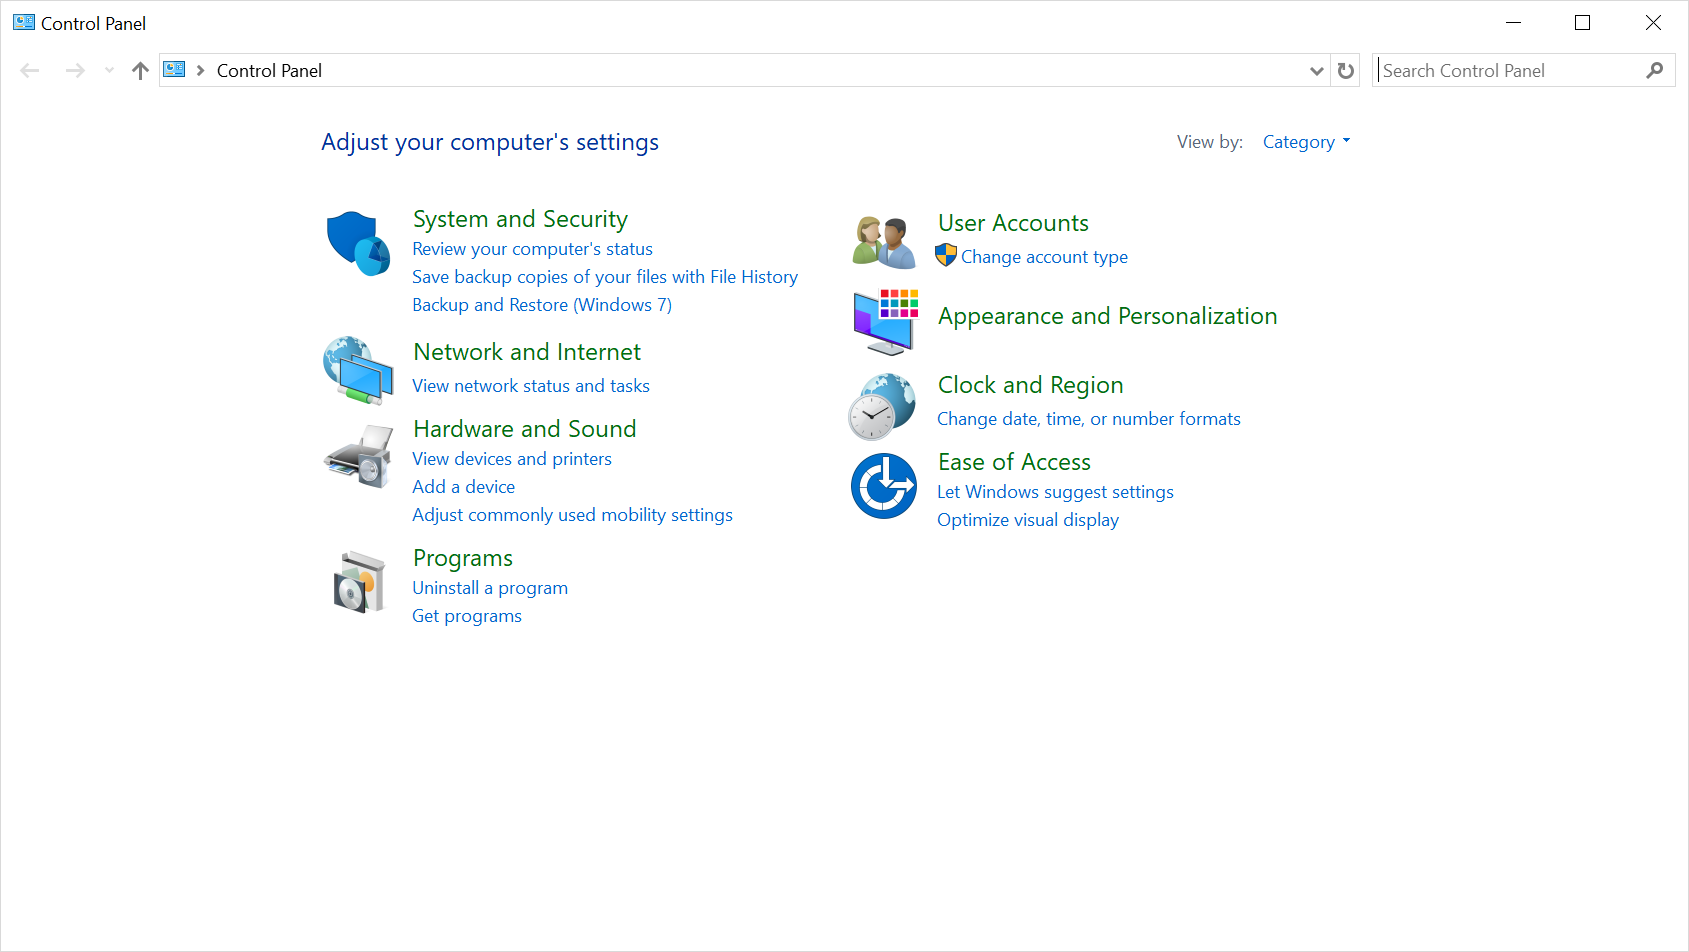 Control Panel
Control Panel
Search Control Panel
Adjust your computer's settings
View by: Category
System and Security
Review your computer's status
Save backup copies of your files with File History
Backup and Restore (Windows 7)
Network and Internet
View network status and tasks
Hardware and Sound
View devices and printers
Add a device
Adjust commonly used mobility settings
Programs
Uninstall a program
Get programs
User Accounts
Change account type
Appearance and Personalization
Clock and Region
Change date, time, or number formats
Ease of Access
Let Windows suggest settings
Optimize visual display